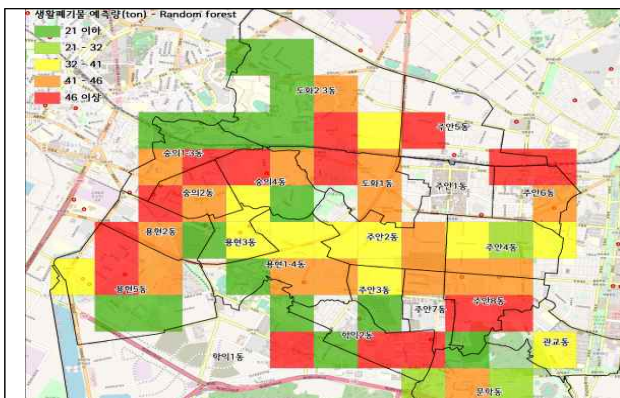 생활폐기물 예측량(ton) - Random forest
21 이하
21 - 32
32 - 41
41 - 46
46 이상
도화2·3동
주안5동
숭의1-3동
숭의4동
도화1동
주안1동
숭의2동
주안6동
용현2동
용현3동
주안2동
주안4동
용현1-4동
용현5동
주안3동
주안7동
주안8동
학익2동
학익1동
관교동
문학동